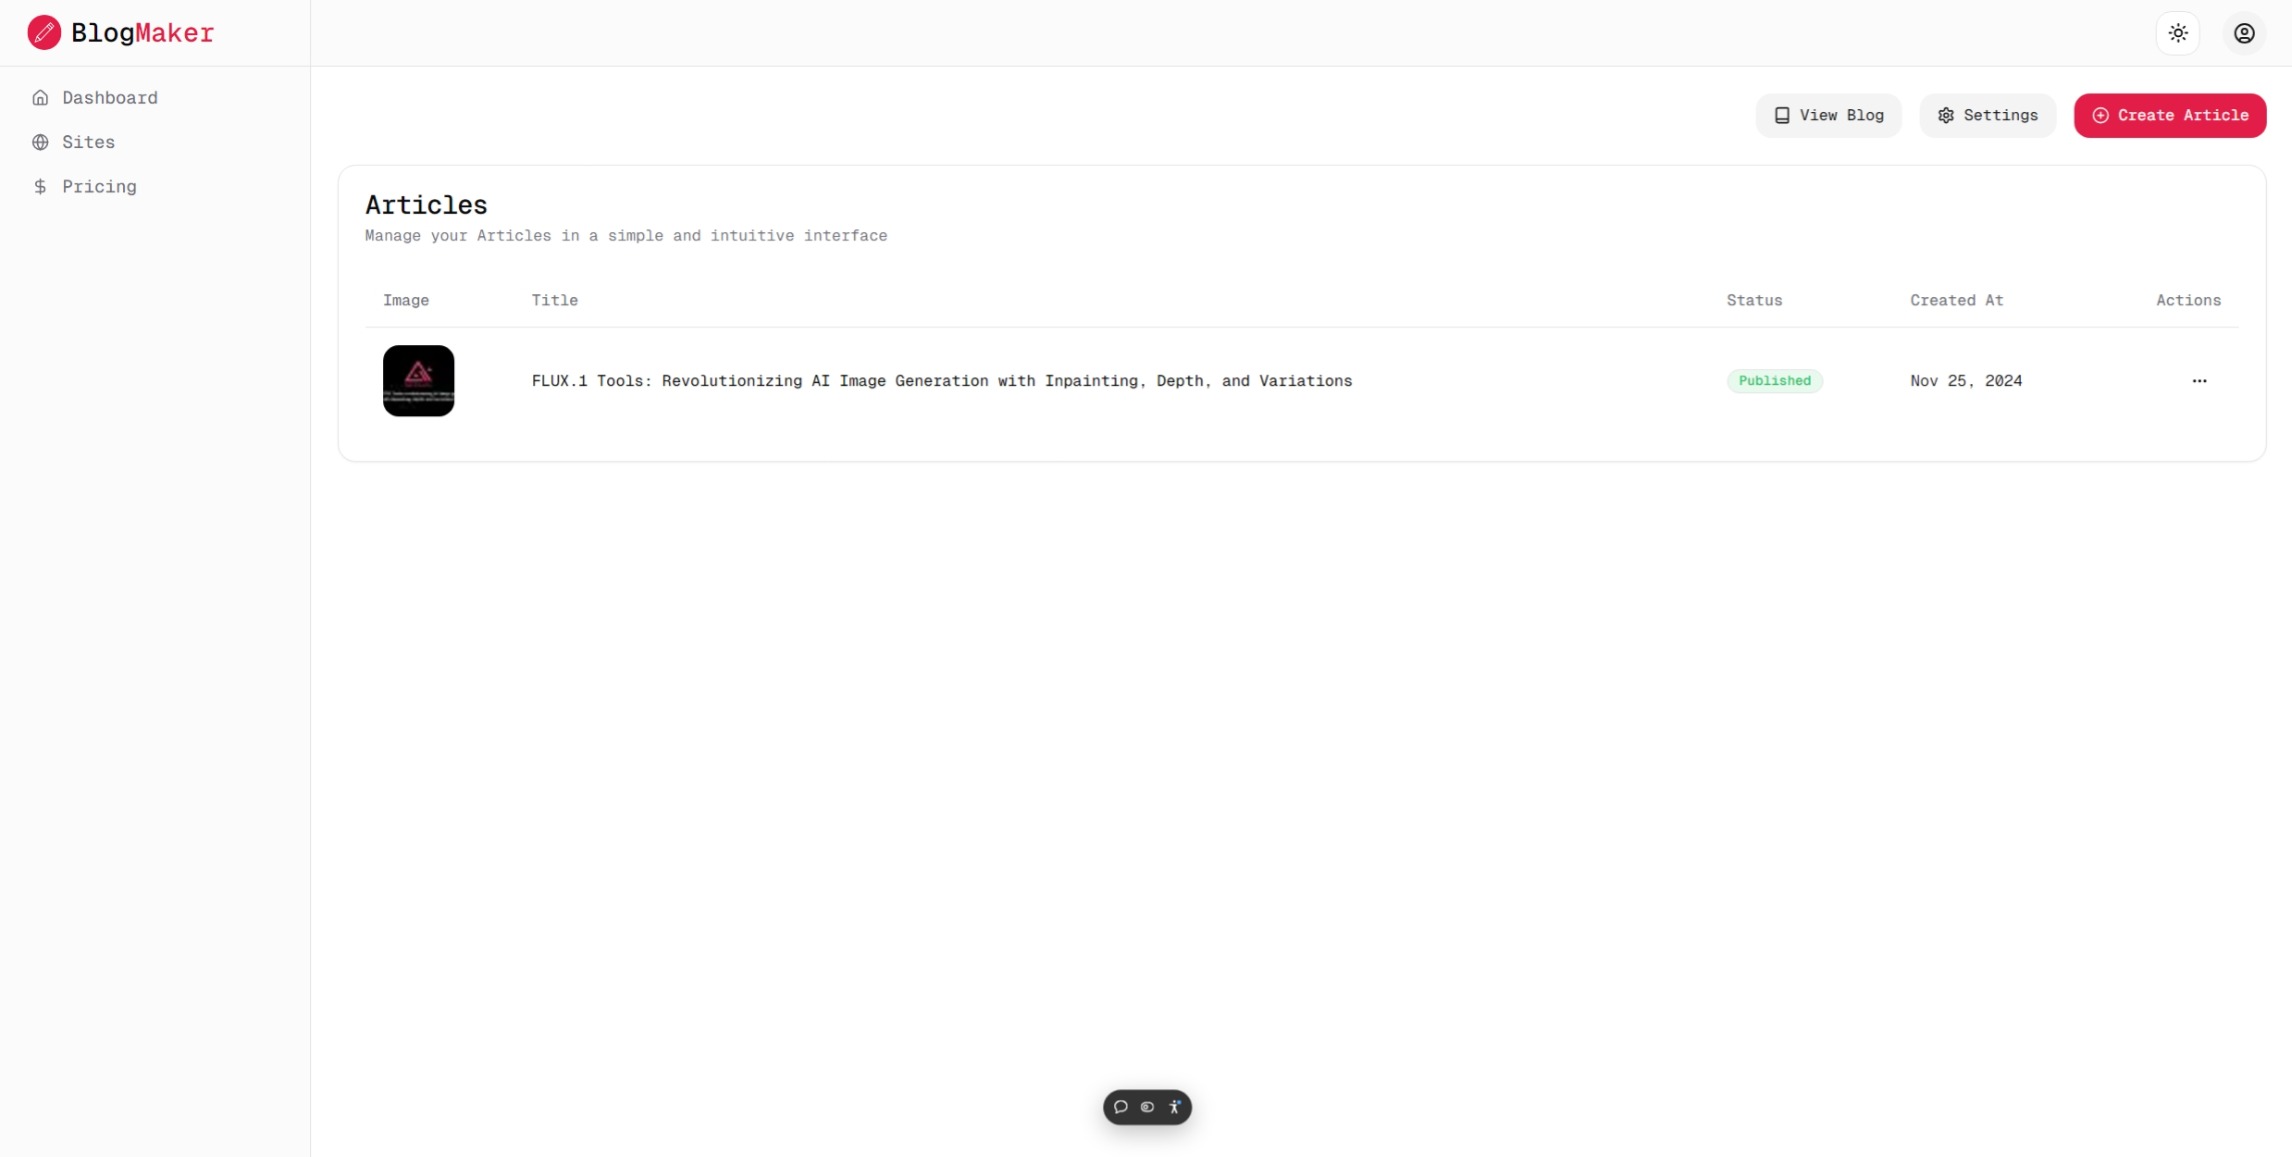 BlogMaker
Dashboard
Sites
Pricing
View Blog
Settings
Create Article
Articles
Manage your Articles in a simple and intuitive interface
Image Title Status Created At Actions
FLUX.1 Tools: Revolutionizing AI Image Generation with Inpainting, Depth, and Variations Published Nov 25, 2024